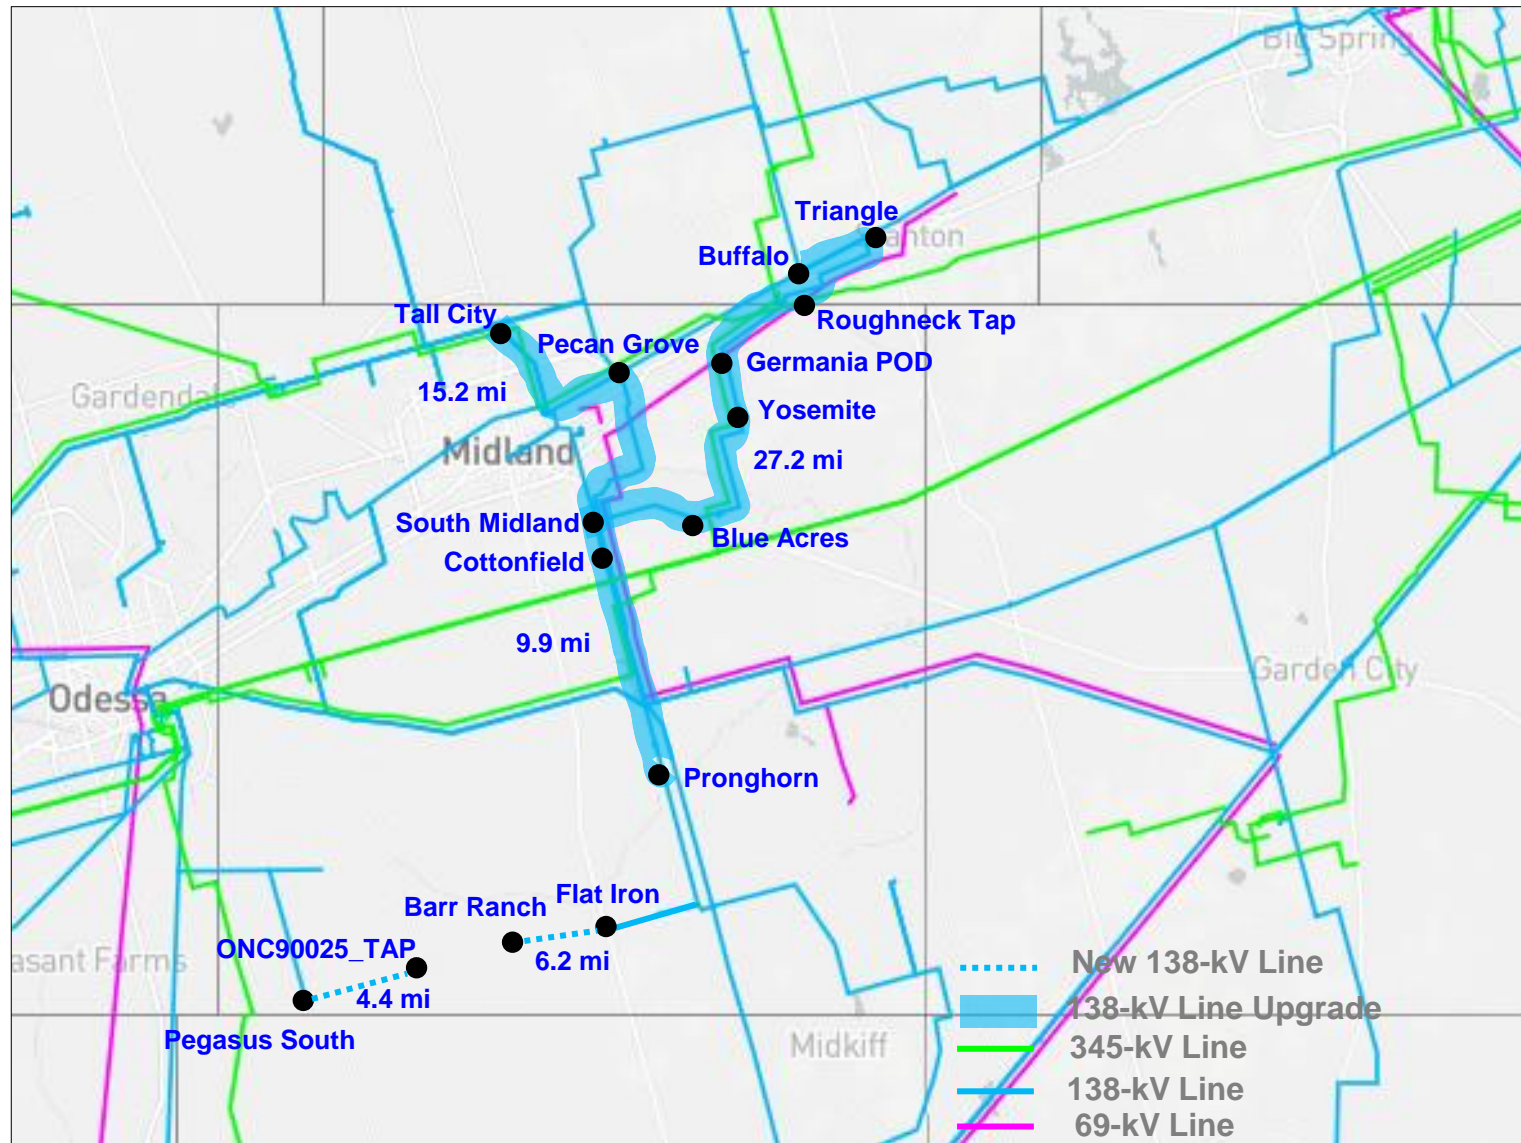 Big Spring
Triangle
Stanton
Buffalo
Tall City
Roughneck Tap
Pecan Grove
Germania POD
15.2 mi
Gardendale
Yosemite
Midland
27.2 mi
South Midland
Blue Acres
Cottonfield
9.9 mi
Garden City
Odessa
Pronghorn
Flat Iron
Barr Ranch
ONC90025_TAP
6.2 mi
asant Farms
4.4 mi
Pegasus South
Midkiff
New 138-kV Line
138-kV Line Upgrade
345-kV Line
138-kV Line
69-kV Line